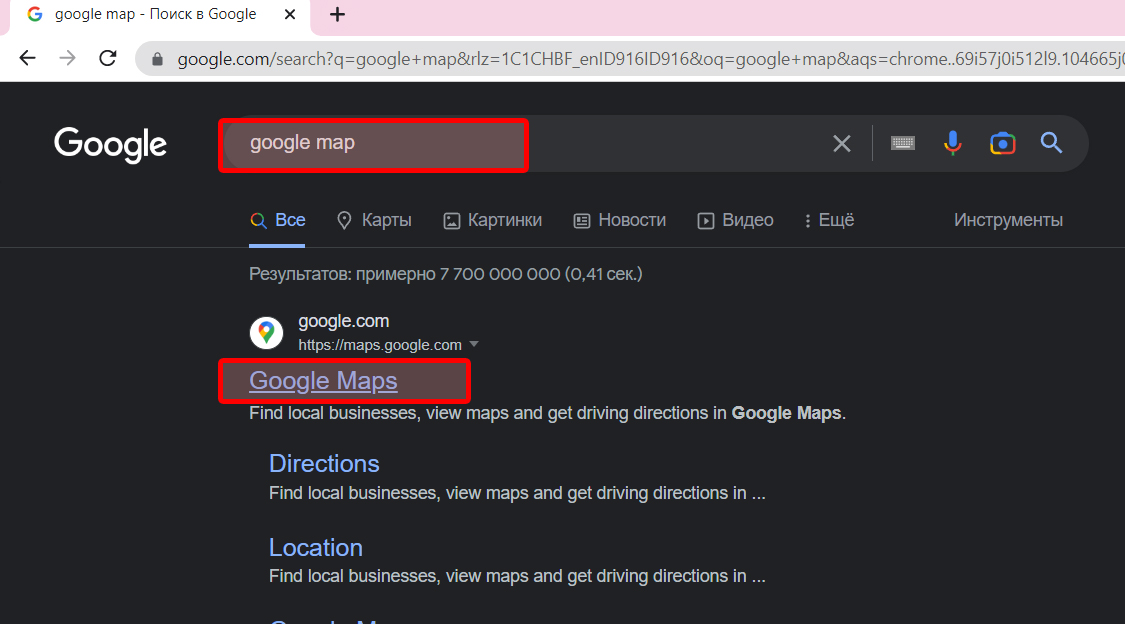 google map - Поиск в Google
google.com/search?q=google+map&rlz=1C1CHBF_enID916ID916&oq=google+map&aqs=chrome..69i57j0i512l9.104665j0
Google
google map
Все Карты Картинки Новости Видео Ещё Инструменты
Результатов: примерно 7 700 000 000 (0,41 сек.)
google.com
https://maps.google.com
Google Maps
Find local businesses, view maps and get driving directions in Google Maps.
Directions
Find local businesses, view maps and get driving directions in ...
Location
Find local businesses, view maps and get driving directions in ...